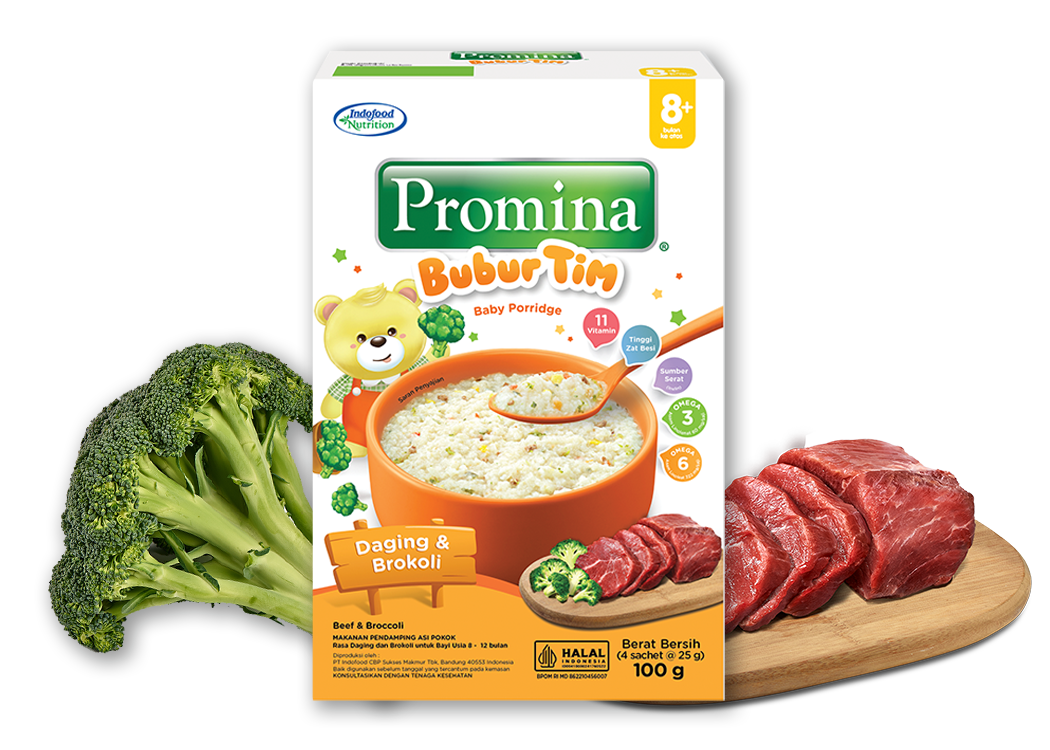 Promina
Bubur Tim
8+
Indofood
Nutrition
8+
bulan
ke atas
Promina
®
Bubur Tim
Baby Porridge
11
Vitamin
Tinggi
Zat Besi
Sumber
Serat
OMEGA
3
OMEGA
6
Saran Penyajian
Daging &
Brokoli
Beef & Broccoli
MAKANAN PENDAMPING ASI POKOK
Rasa Daging dan Brokoli untuk Bayi Usia 8 - 12 bulan
Diproduksi oleh :
PT Indofood CBP Sukses Makmur Tbk, Bandung 40553 Indonesia
Baik digunakan sebelum tanggal yang tercantum pada kemasan
KONSULTASIKAN DENGAN TENAGA KESEHATAN
HALAL
INDONESIA
BPOM RI MD 862210456007
Berat Bersih
(4 sachet @ 25 g)
100 g